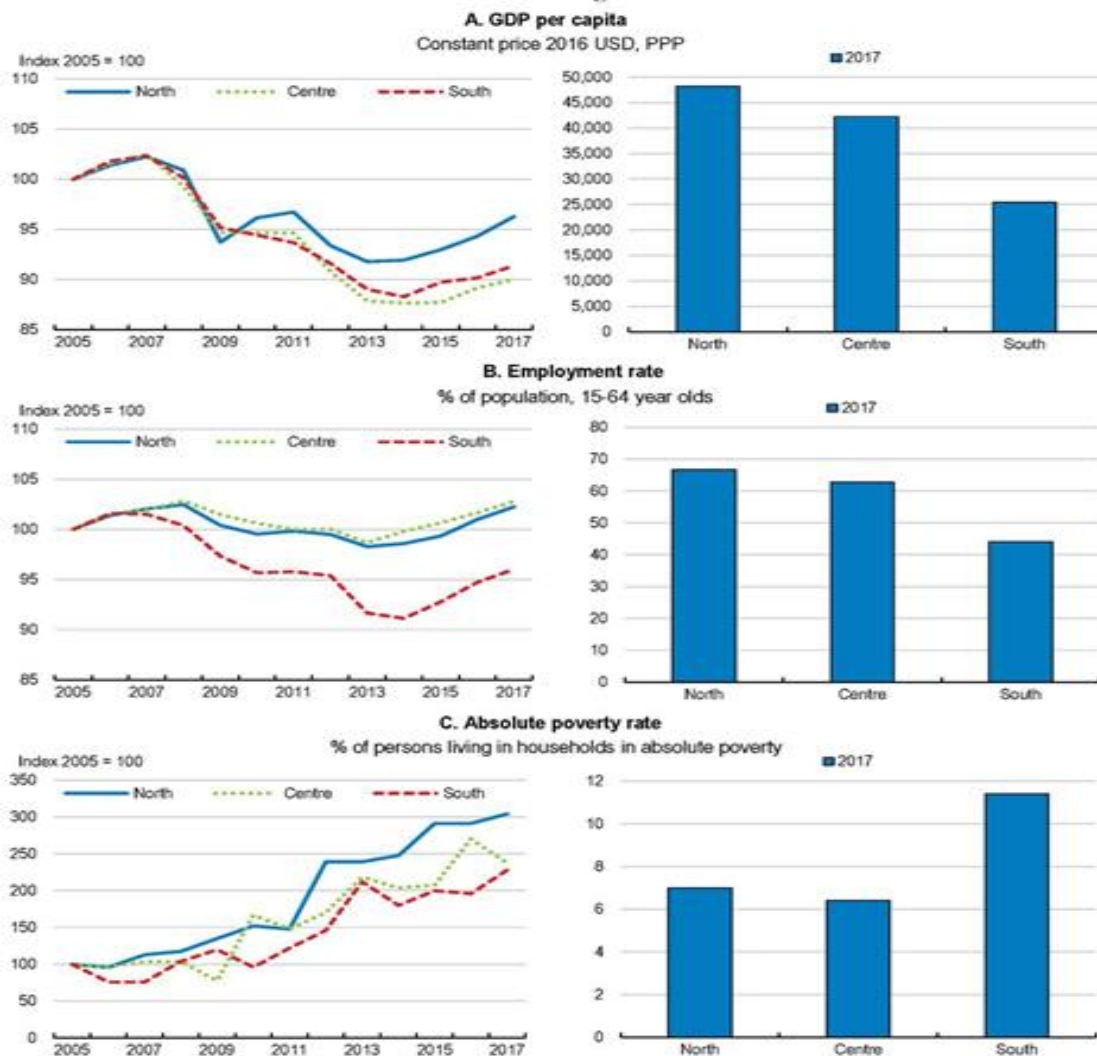 A. GDP per capita
Constant price 2016 USD, PPP
Index 2005 = 100
110
105
100
95
90
85
North Centre South
2005 2007 2009 2011 2013 2015 2017
2017
50,000
45,000
40,000
35,000
30,000
25,000
20,000
15,000
10,000
5,000
0
North Centre South
B. Employment rate
% of population, 15-64 year olds
Index 2005 = 100
110
105
100
95
90
85
North Centre South
2005 2007 2009 2011 2013 2015 2017
2017
80
70
60
50
40
30
20
10
0
North Centre South
C. Absolute poverty rate
% of persons living in households in absolute poverty
Index 2005 = 100
350
300
250
200
150
100
50
0
North Centre South
2005 2007 2009 2011 2013 2015 2017
2017
12
10
8
6
4
2
0
North Centre South